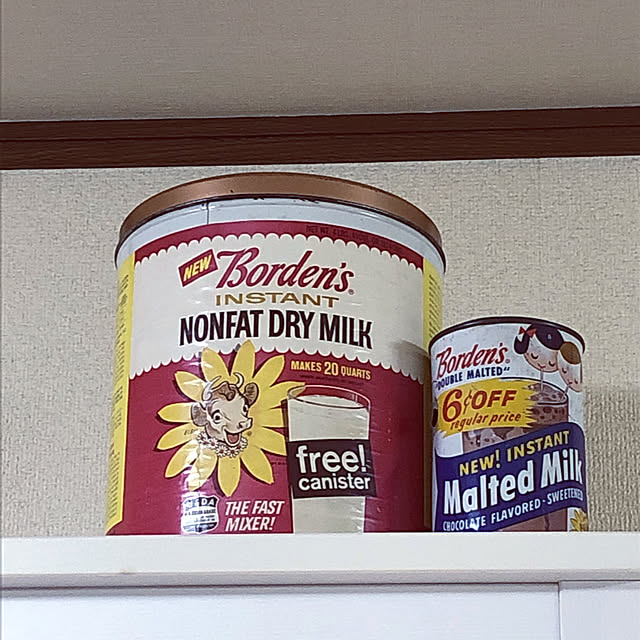 NEW Borden's®
INSTANT
NONFAT DRY MILK
MAKES 20 QUARTS
free!
canister
USDA
THE FAST
MIXER!
Borden's®
"DOUBLE MALTED"
6¢ OFF
regular price
NEW! INSTANT
Malted Milk
CHOCOLATE FLAVORED - SWEETENED